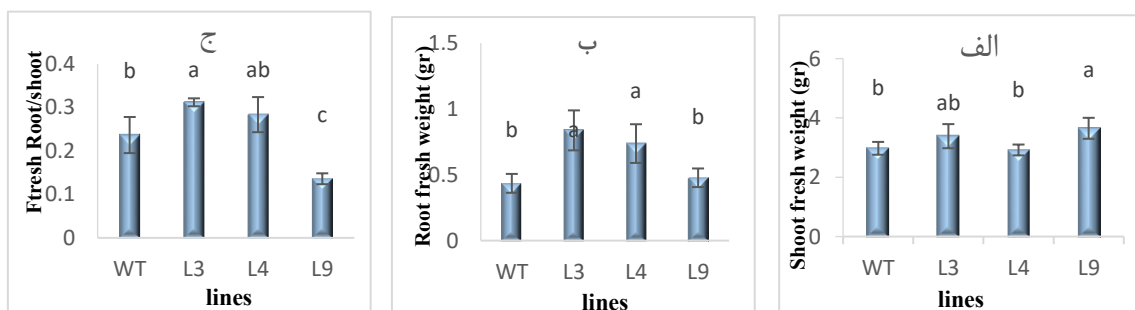 ج
Ftresh Root/shoot
0.4
0.3
0.2
0.1
0
b
a
ab
c
WT L3 L4 L9
lines
ب
Root fresh weight (gr)
1.5
1
0.5
0
b
a
a
b
WT L3 L4 L9
lines
الف
Shoot fresh weight (gr)
6
4
2
0
b
ab
b
a
WT L3 L4 L9
lines